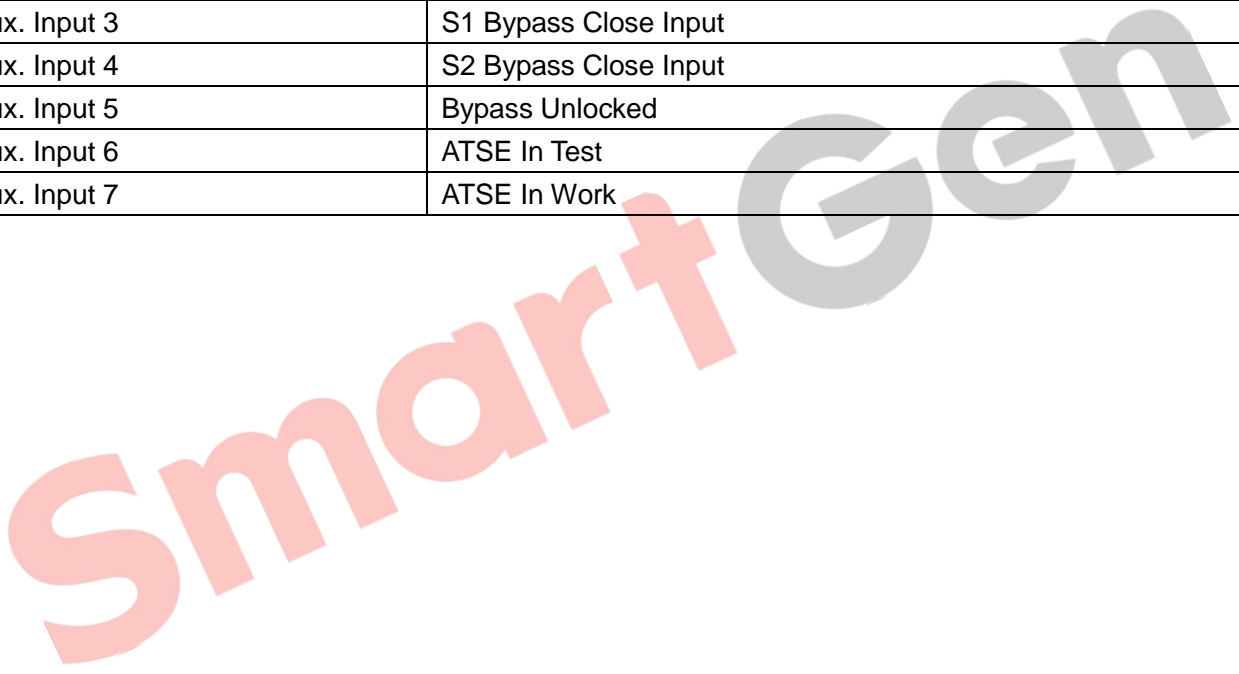 ux. Input 3 S1 Bypass Close Input
ux. Input 4 S2 Bypass Close Input
ux. Input 5 Bypass Unlocked
ux. Input 6 ATSE In Test
ux. Input 7 ATSE In Work
SmartGen